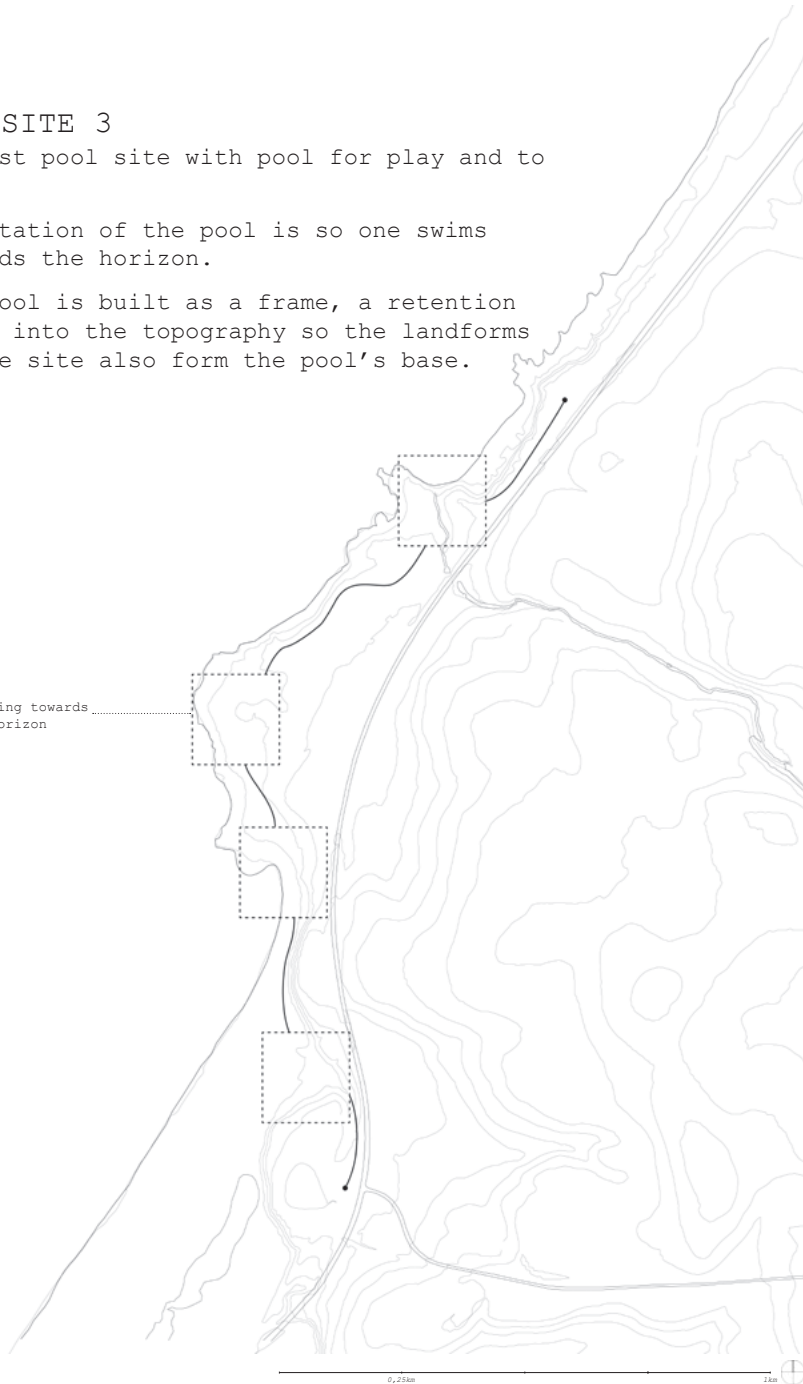 SITE 3
st pool site with pool for play and to
tation of the pool is so one swims
ds the horizon.
ool is built as a frame, a retention
into the topography so the landforms
e site also form the pool's base.
ing towards
orizon
0,25km
1km